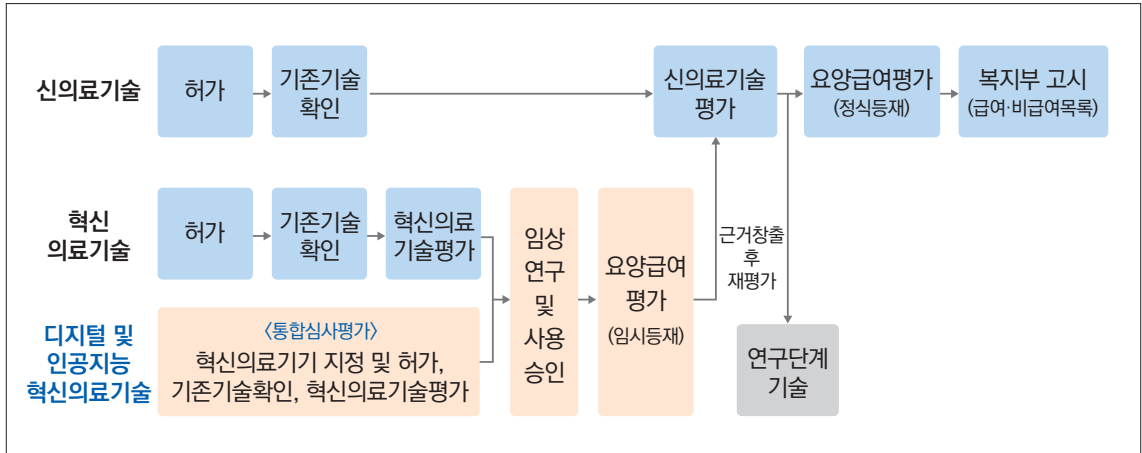 신의료기술
허가
기존기술
확인
신의료기술
평가
요양급여평가
(정식등재)
복지부 고시
(급여·비급여목록)
혁신
의료기술
허가
기존기술
확인
혁신의료
기술평가
임상
연구
및
사용
승인
요양급여
평가
(임시등재)
근거창출
후
재평가
디지털 및
인공지능
혁신의료기술
〈통합심사평가〉
혁신의료기기 지정 및 허가,
기존기술확인, 혁신의료기술평가
연구단계
기술